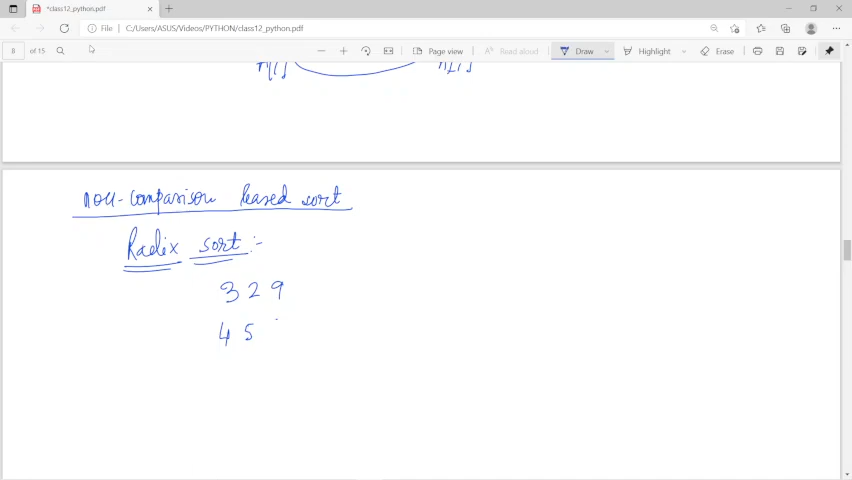 *class12_python.pdf
File C:/Users/ASUS/Videos/PYTHON/class12_python.pdf
8 of 15 Page view Read aloud Draw Highlight Erase
Non-comparison based sort
Radix sort :-
3 2 9
4 5